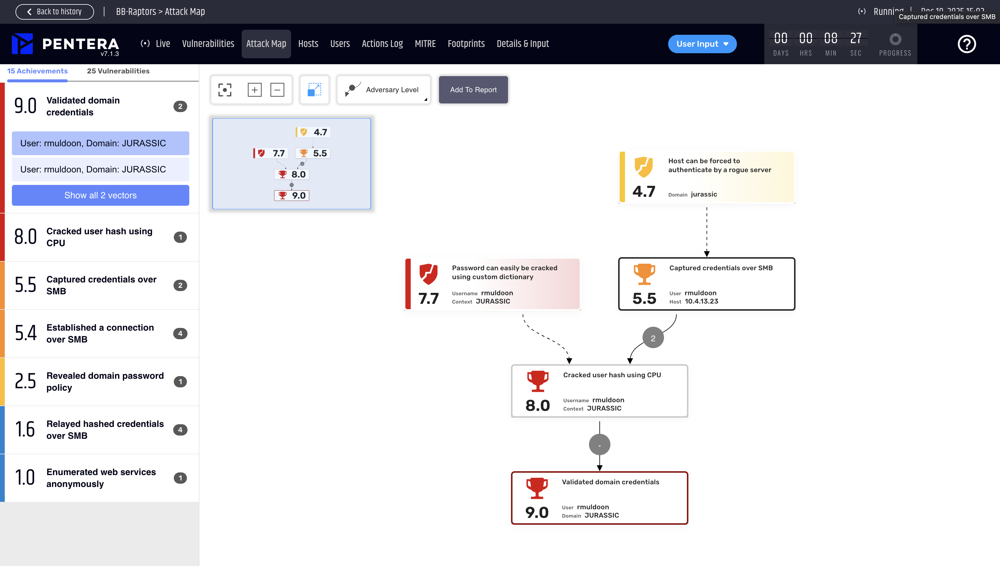 Back to history
BB-Raptors > Attack Map
Running
Captured credentials over SMB
PENTERA
v7.1.3
Live
Vulnerabilities
Attack Map
Hosts
Users
Actions Log
MITRE
Footprints
Details & Input
User Input
00 00 08 27
DAYS HRS MIN SEC
PROGRESS
?
15 Achievements
25 Vulnerabilities
9.0
Validated domain
credentials
2
User: rmuldoon, Domain: JURASSIC
User: rmuldoon, Domain: JURASSIC
Show all 2 vectors
8.0
Cracked user hash using
CPU
1
5.5
Captured credentials over
SMB
2
5.4
Established a connection
over SMB
4
2.5
Revealed domain password
policy
1
1.6
Relayed hashed credentials
over SMB
4
1.0
Enumerated web services
anonymously
1
Adversary Level
Add To Report
4.7
7.7
5.5
8.0
9.0
Host can be forced to
authenticate by a rogue server
4.7
Domain jurassic
Password can easily be cracked
using custom dictionary
7.7
Username rmuldoon
Context JURASSIC
Captured credentials over SMB
5.5
User rmuldoon
Host 10.4.13.23
2
Cracked user hash using CPU
8.0
Username rmuldoon
Context JURASSIC
-
Validated domain credentials
9.0
User rmuldoon
Domain JURASSIC